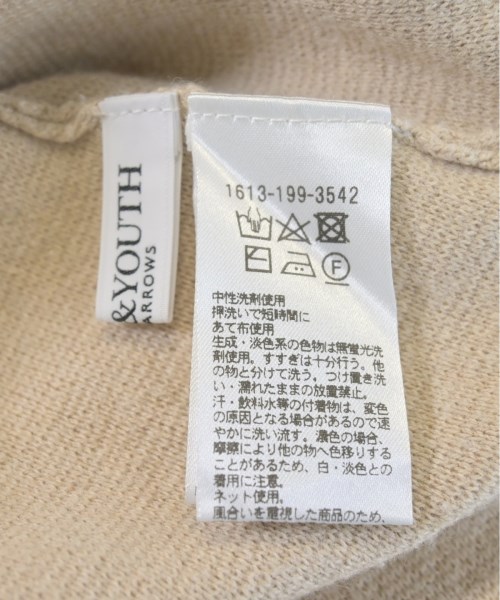 &YOUTH
ARROWS
1613-199-3542
F
中性洗剤使用
押洗いで短時間に
あて布使用
生成・淡色系の色物は無蛍光洗
剤使用。すすぎは十分行う。他
の物と分けて洗う。つけ置き洗
い・濡れたままの放置禁止。
汗・飲料水等の付着物は、変色
の原因となる場合があるので速
やかに洗い流す。濃色の場合、
摩擦により他の物へ色移りする
ことがあるため、白・淡色との
着用に注意。
ネット使用。
風合いを重視した商品のため、